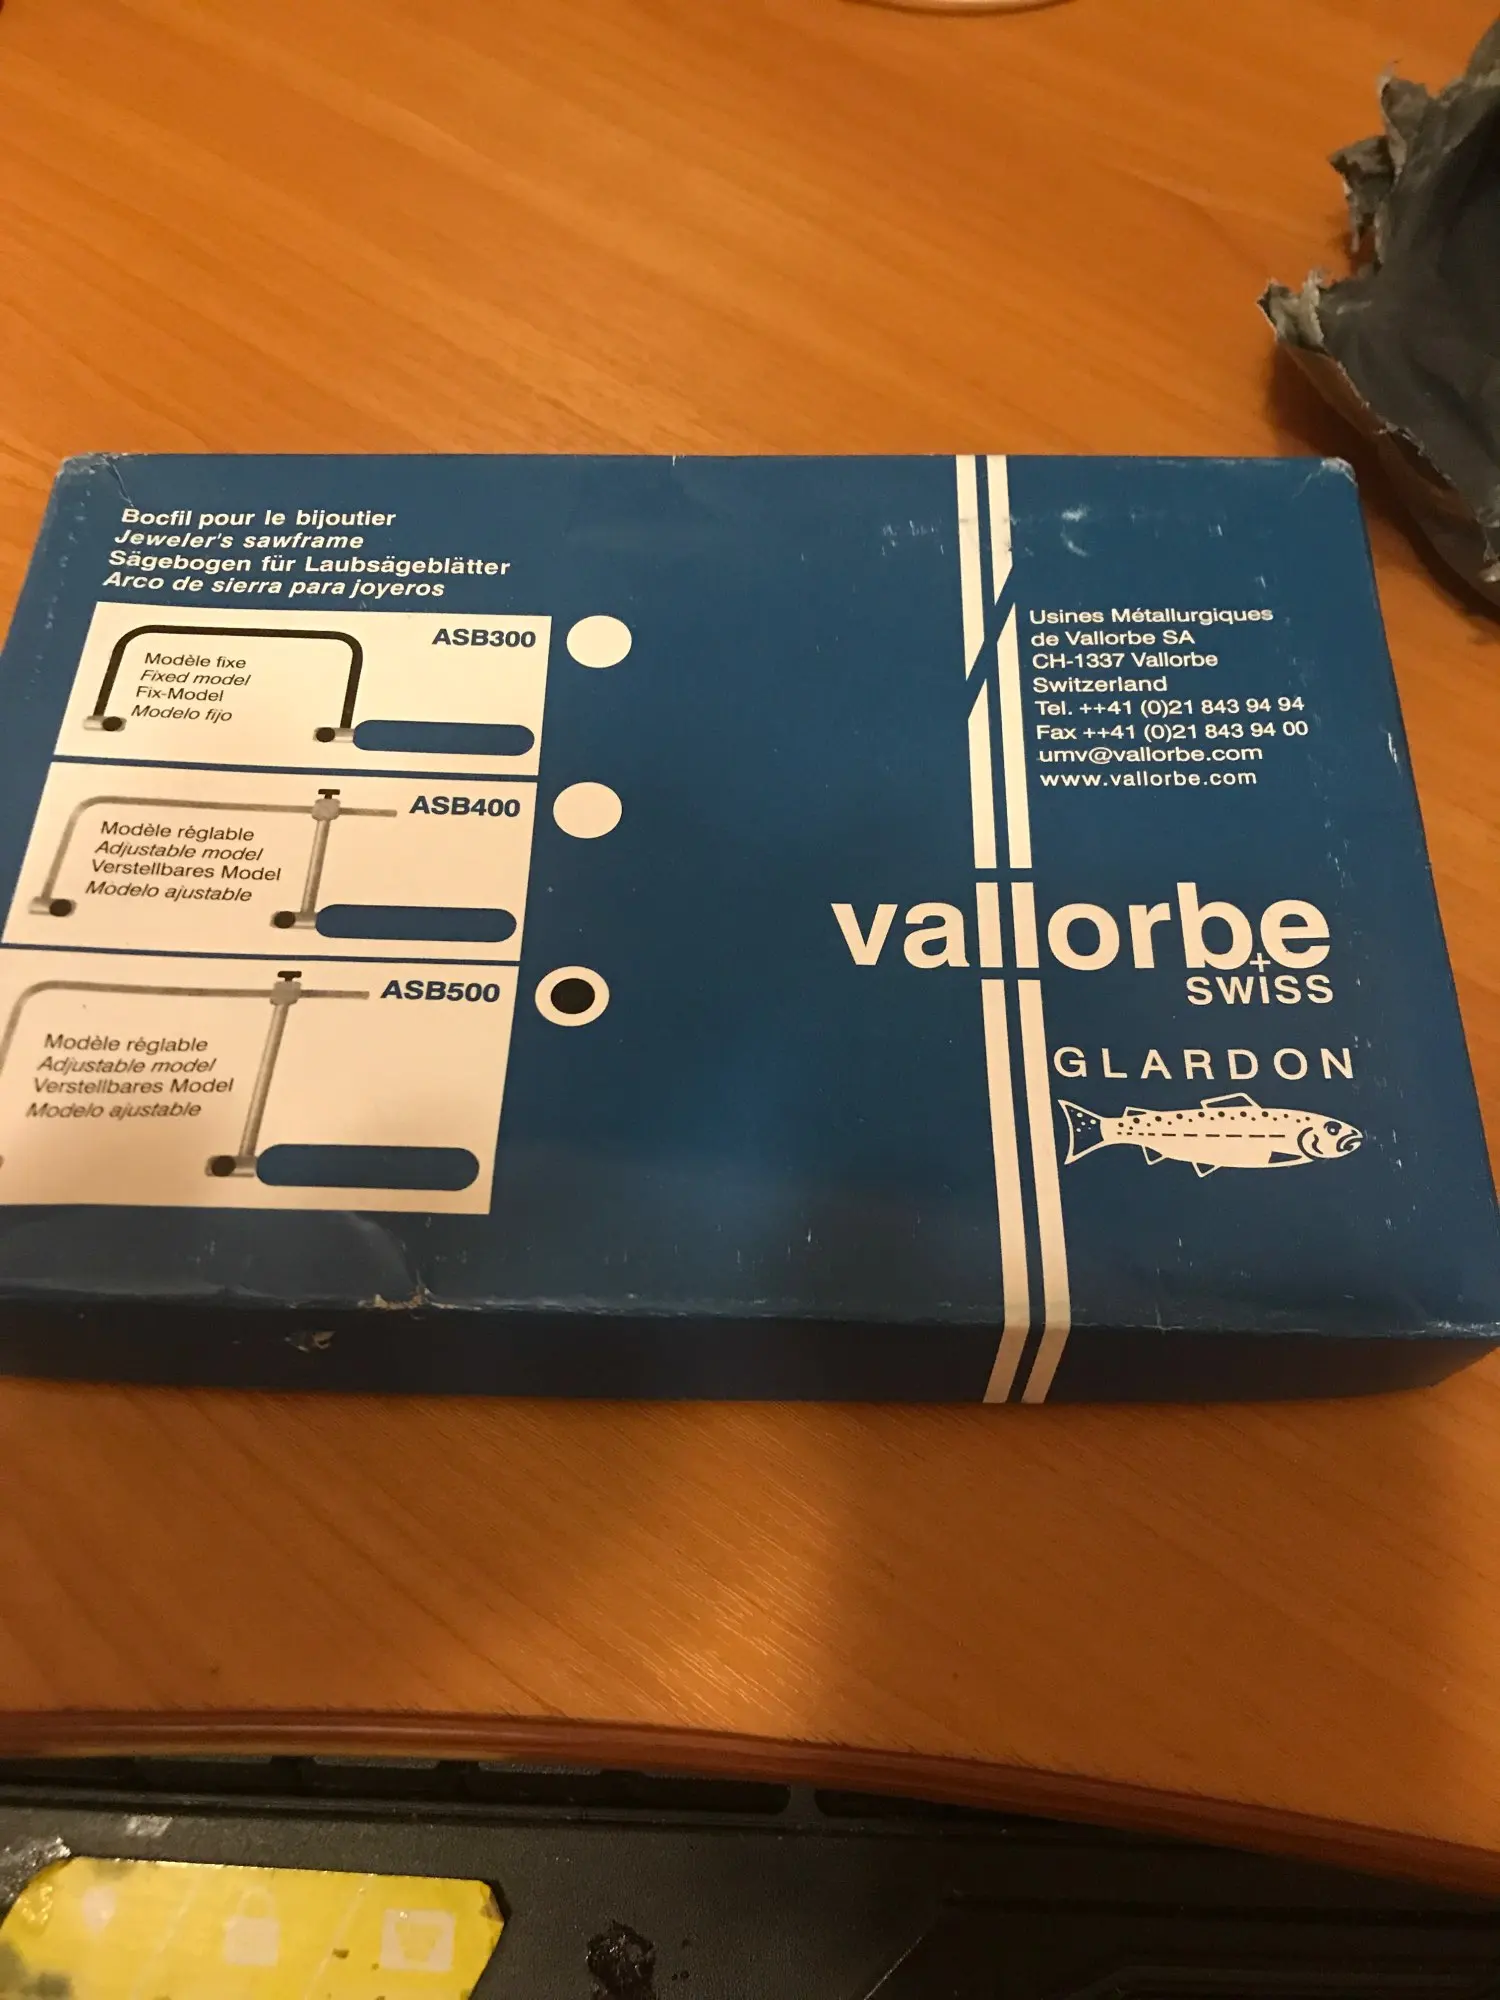 Bocfil pour le bijoutier
Jeweler's sawframe
Sägebogen für Laubsägeblätter
Arco de sierra para joyeros
ASB300
Modèle fixe
Fixed model
Fix-Model
Modelo fijo
ASB400
Modèle réglable
Adjustable model
Verstellbares Model
Modelo ajustable
ASB500
Modèle règlable
Adjustable model
Verstellbares Model
Modelo ajustable
Usines Métallurgiques
de Vallorbe SA
CH-1337 Vallorbe
Switzerland
Tel. ++41 (0)21 843 94 94
Fax ++41 (0)21 843 94 00
umv@vallorbe.com
www.vallorbe.com
vallorbe
SWISS
GLARDON